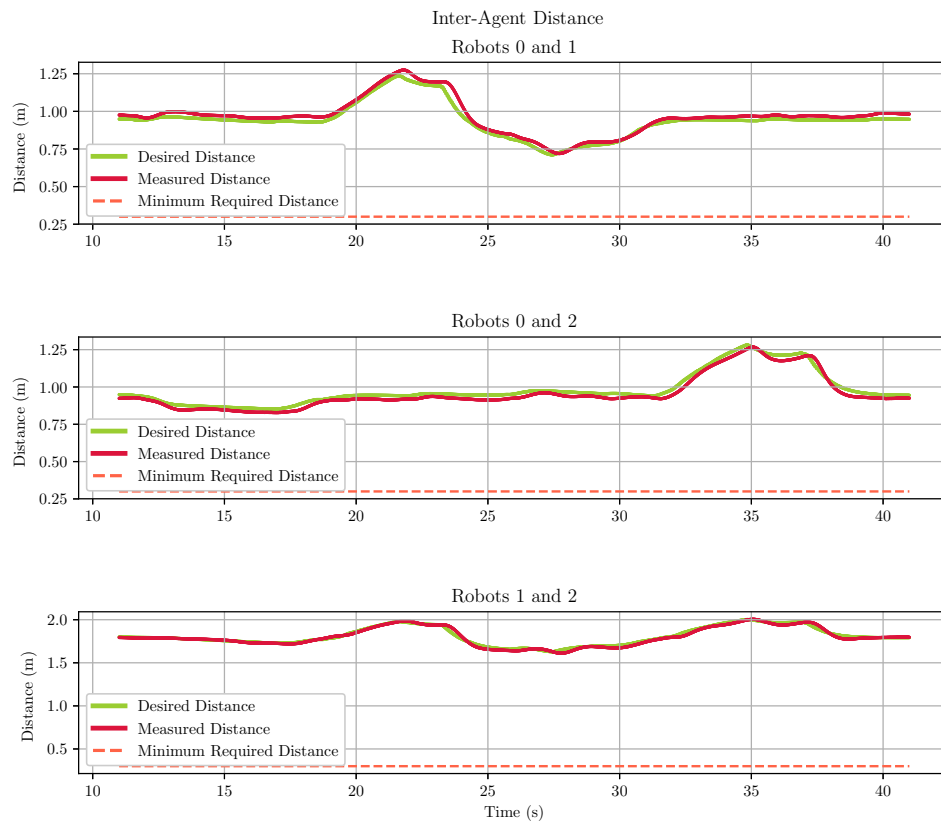 Inter-Agent Distance
Robots 0 and 1
Distance (m)
1.25
1.00
0.75
0.50
0.25
Desired Distance
Measured Distance
Minimum Required Distance
10 15 20 25 30 35 40
Robots 0 and 2
Distance (m)
1.25
1.00
0.75
0.50
0.25
Desired Distance
Measured Distance
Minimum Required Distance
10 15 20 25 30 35 40
Robots 1 and 2
Distance (m)
2.0
1.5
1.0
0.5
Desired Distance
Measured Distance
Minimum Required Distance
10 15 20 25 30 35 40
Time (s)